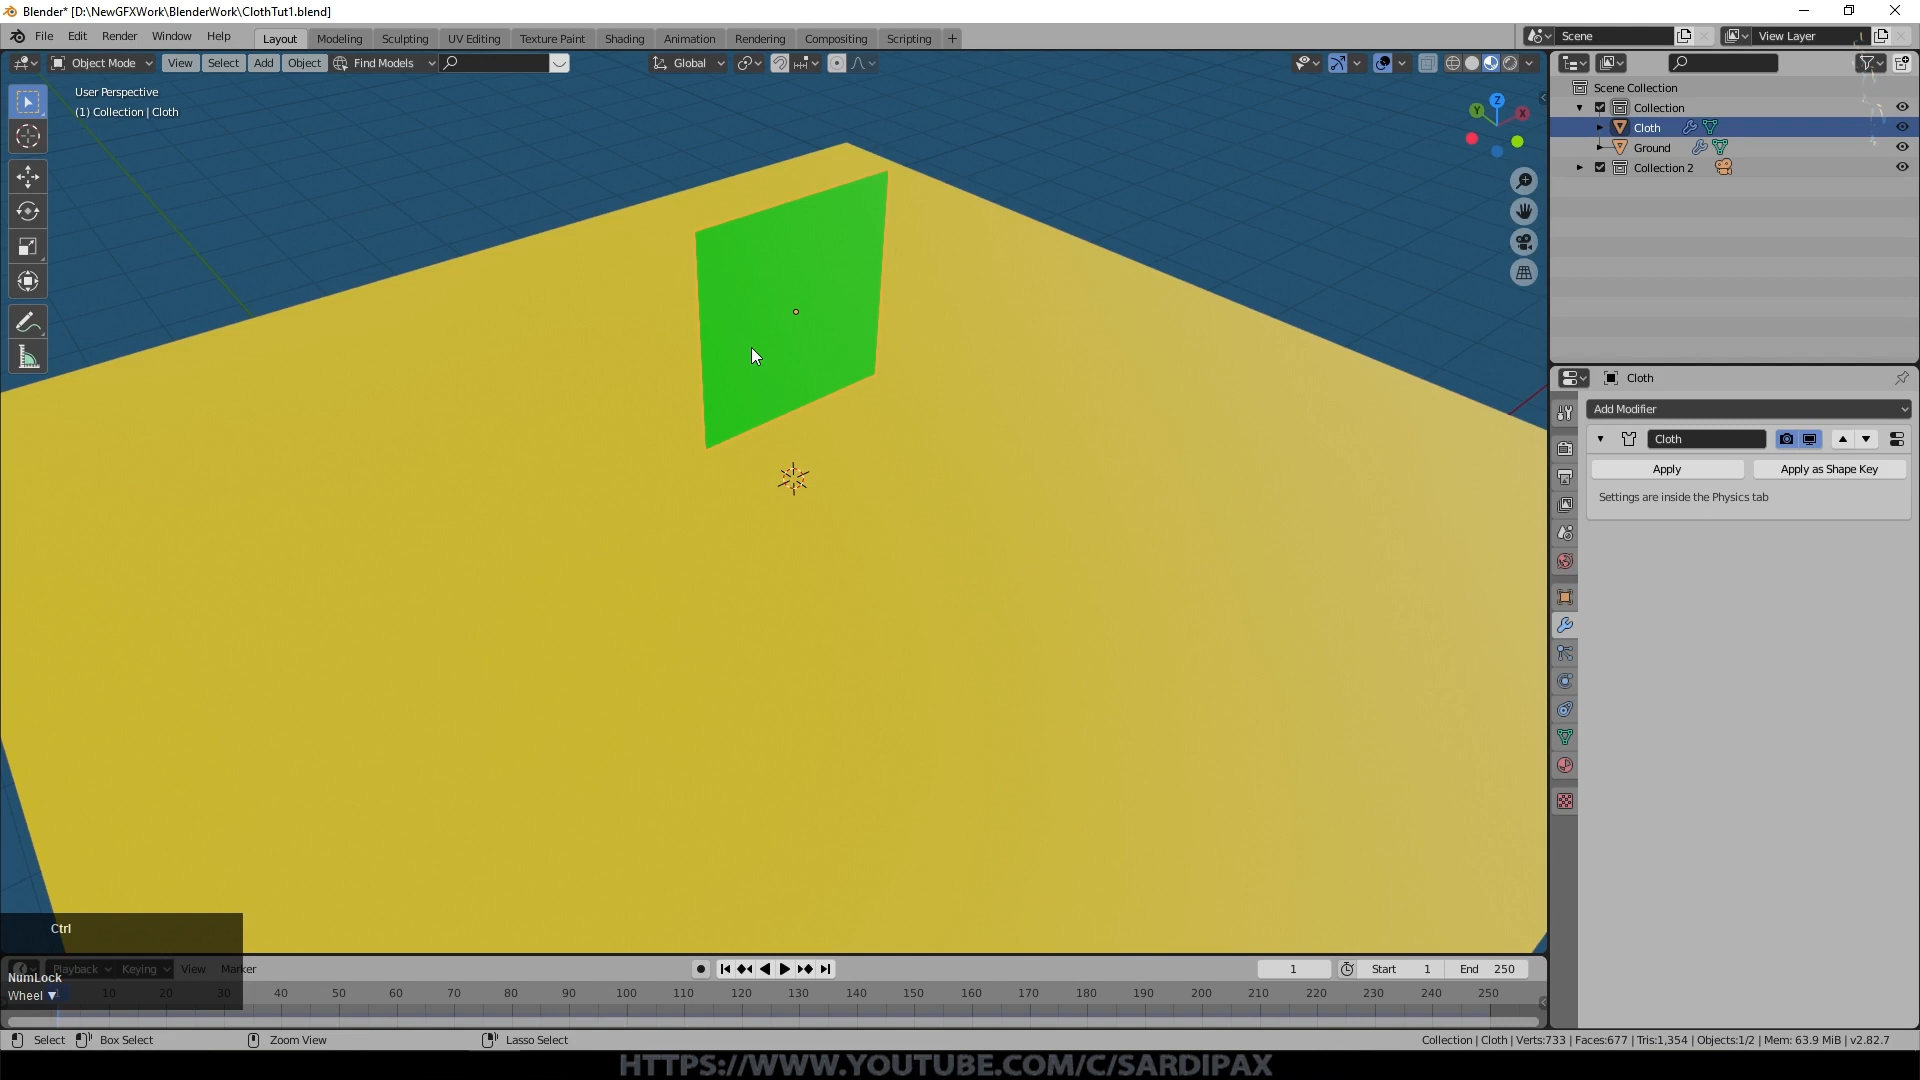 Blender* [D:\NewGFXWork\BlenderWork\ClothTut1.blend]
File Edit Render Window Help Layout Modeling Sculpting UV Editing Texture Paint Shading Animation Rendering Compositing Scripting + Scene View Layer
Object Mode View Select Add Object Find Models Global
User Perspective
(1) Collection | Cloth
Z
Y
X
Scene Collection
Collection
Cloth
Ground
Collection 2
Cloth
Add Modifier
Cloth
Apply Apply as Shape Key
Settings are inside the Physics tab
Ctrl
NumLock
Wheel
Playback Keying View Marker 1 Start 1 End 250
1 10 20 30 40 50 60 70 80 90 100 110 120 130 140 150 160 170 180 190 200 210 220 230 240 250
Select Box Select Zoom View Lasso Select Collection | Cloth | Verts:733 | Faces:677 | Tris:1,354 | Objects:1/2 | Mem: 63.9 MiB | v2.82.7
HTTPS://WWW.YOUTUBE.COM/C/SARDIPAX